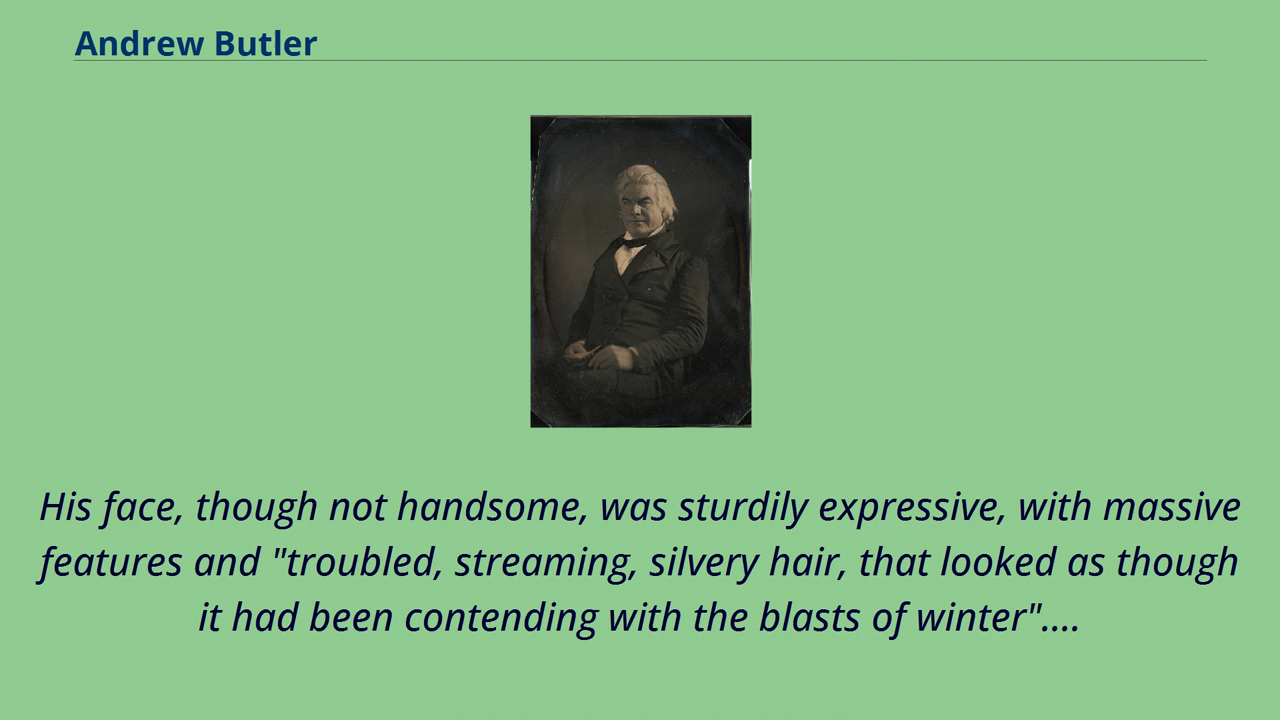 Andrew Butler
His face, though not handsome, was sturdily expressive, with massive
features and "troubled, streaming, silvery hair, that looked as though
it had been contending with the blasts of winter"....